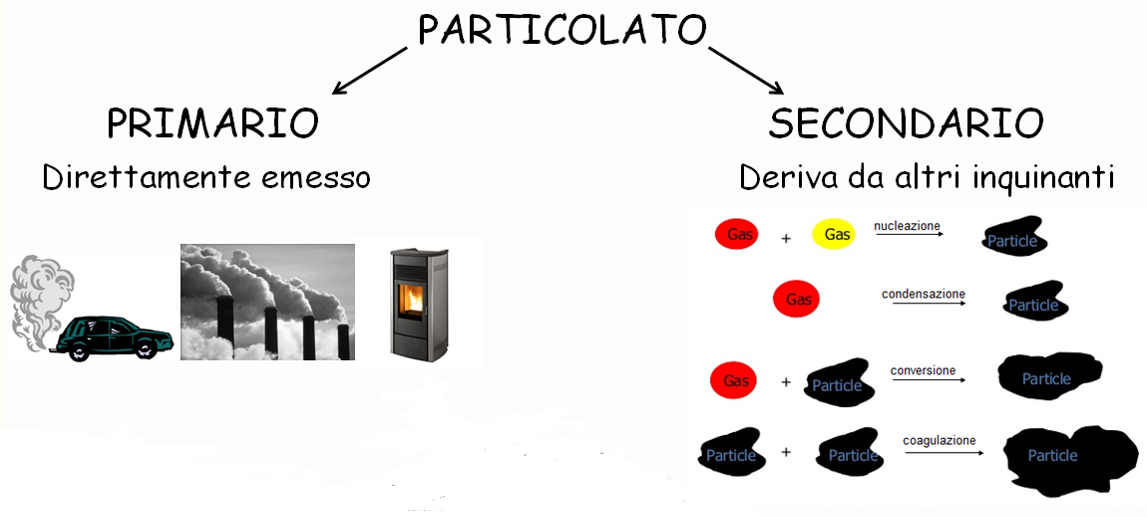 PARTICOLATO
PRIMARIO
Direttamente emesso
SECONDARIO
Deriva da altri inquinanti
Gas + Gas nucleazione Particle
Gas condensazione Particle
Gas + Particle conversione Particle
Particle + Particle coagulazione Particle